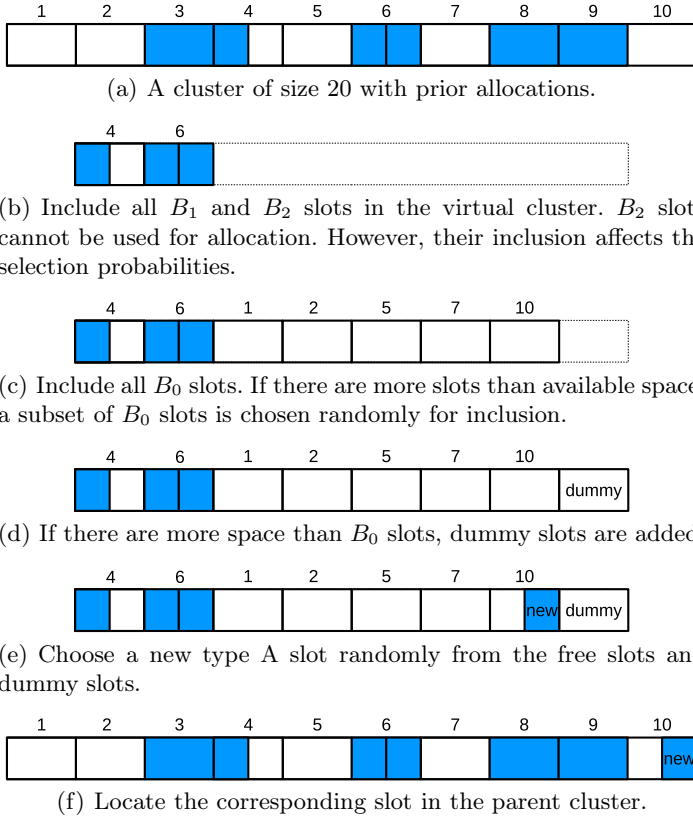 1 2 3 4 5 6 7 8 9 10
(a) A cluster of size 20 with prior allocations.
4 6
(b) Include all B₁ and B₂ slots in the virtual cluster. B₂ slot
cannot be used for allocation. However, their inclusion affects th
selection probabilities.
4 6 1 2 5 7 10
(c) Include all B₀ slots. If there are more slots than available space
a subset of B₀ slots is chosen randomly for inclusion.
4 6 1 2 5 7 10
dummy
(d) If there are more space than B₀ slots, dummy slots are added
4 6 1 2 5 7 10
new dummy
(e) Choose a new type A slot randomly from the free slots an
dummy slots.
1 2 3 4 5 6 7 8 9 10
new
(f) Locate the corresponding slot in the parent cluster.